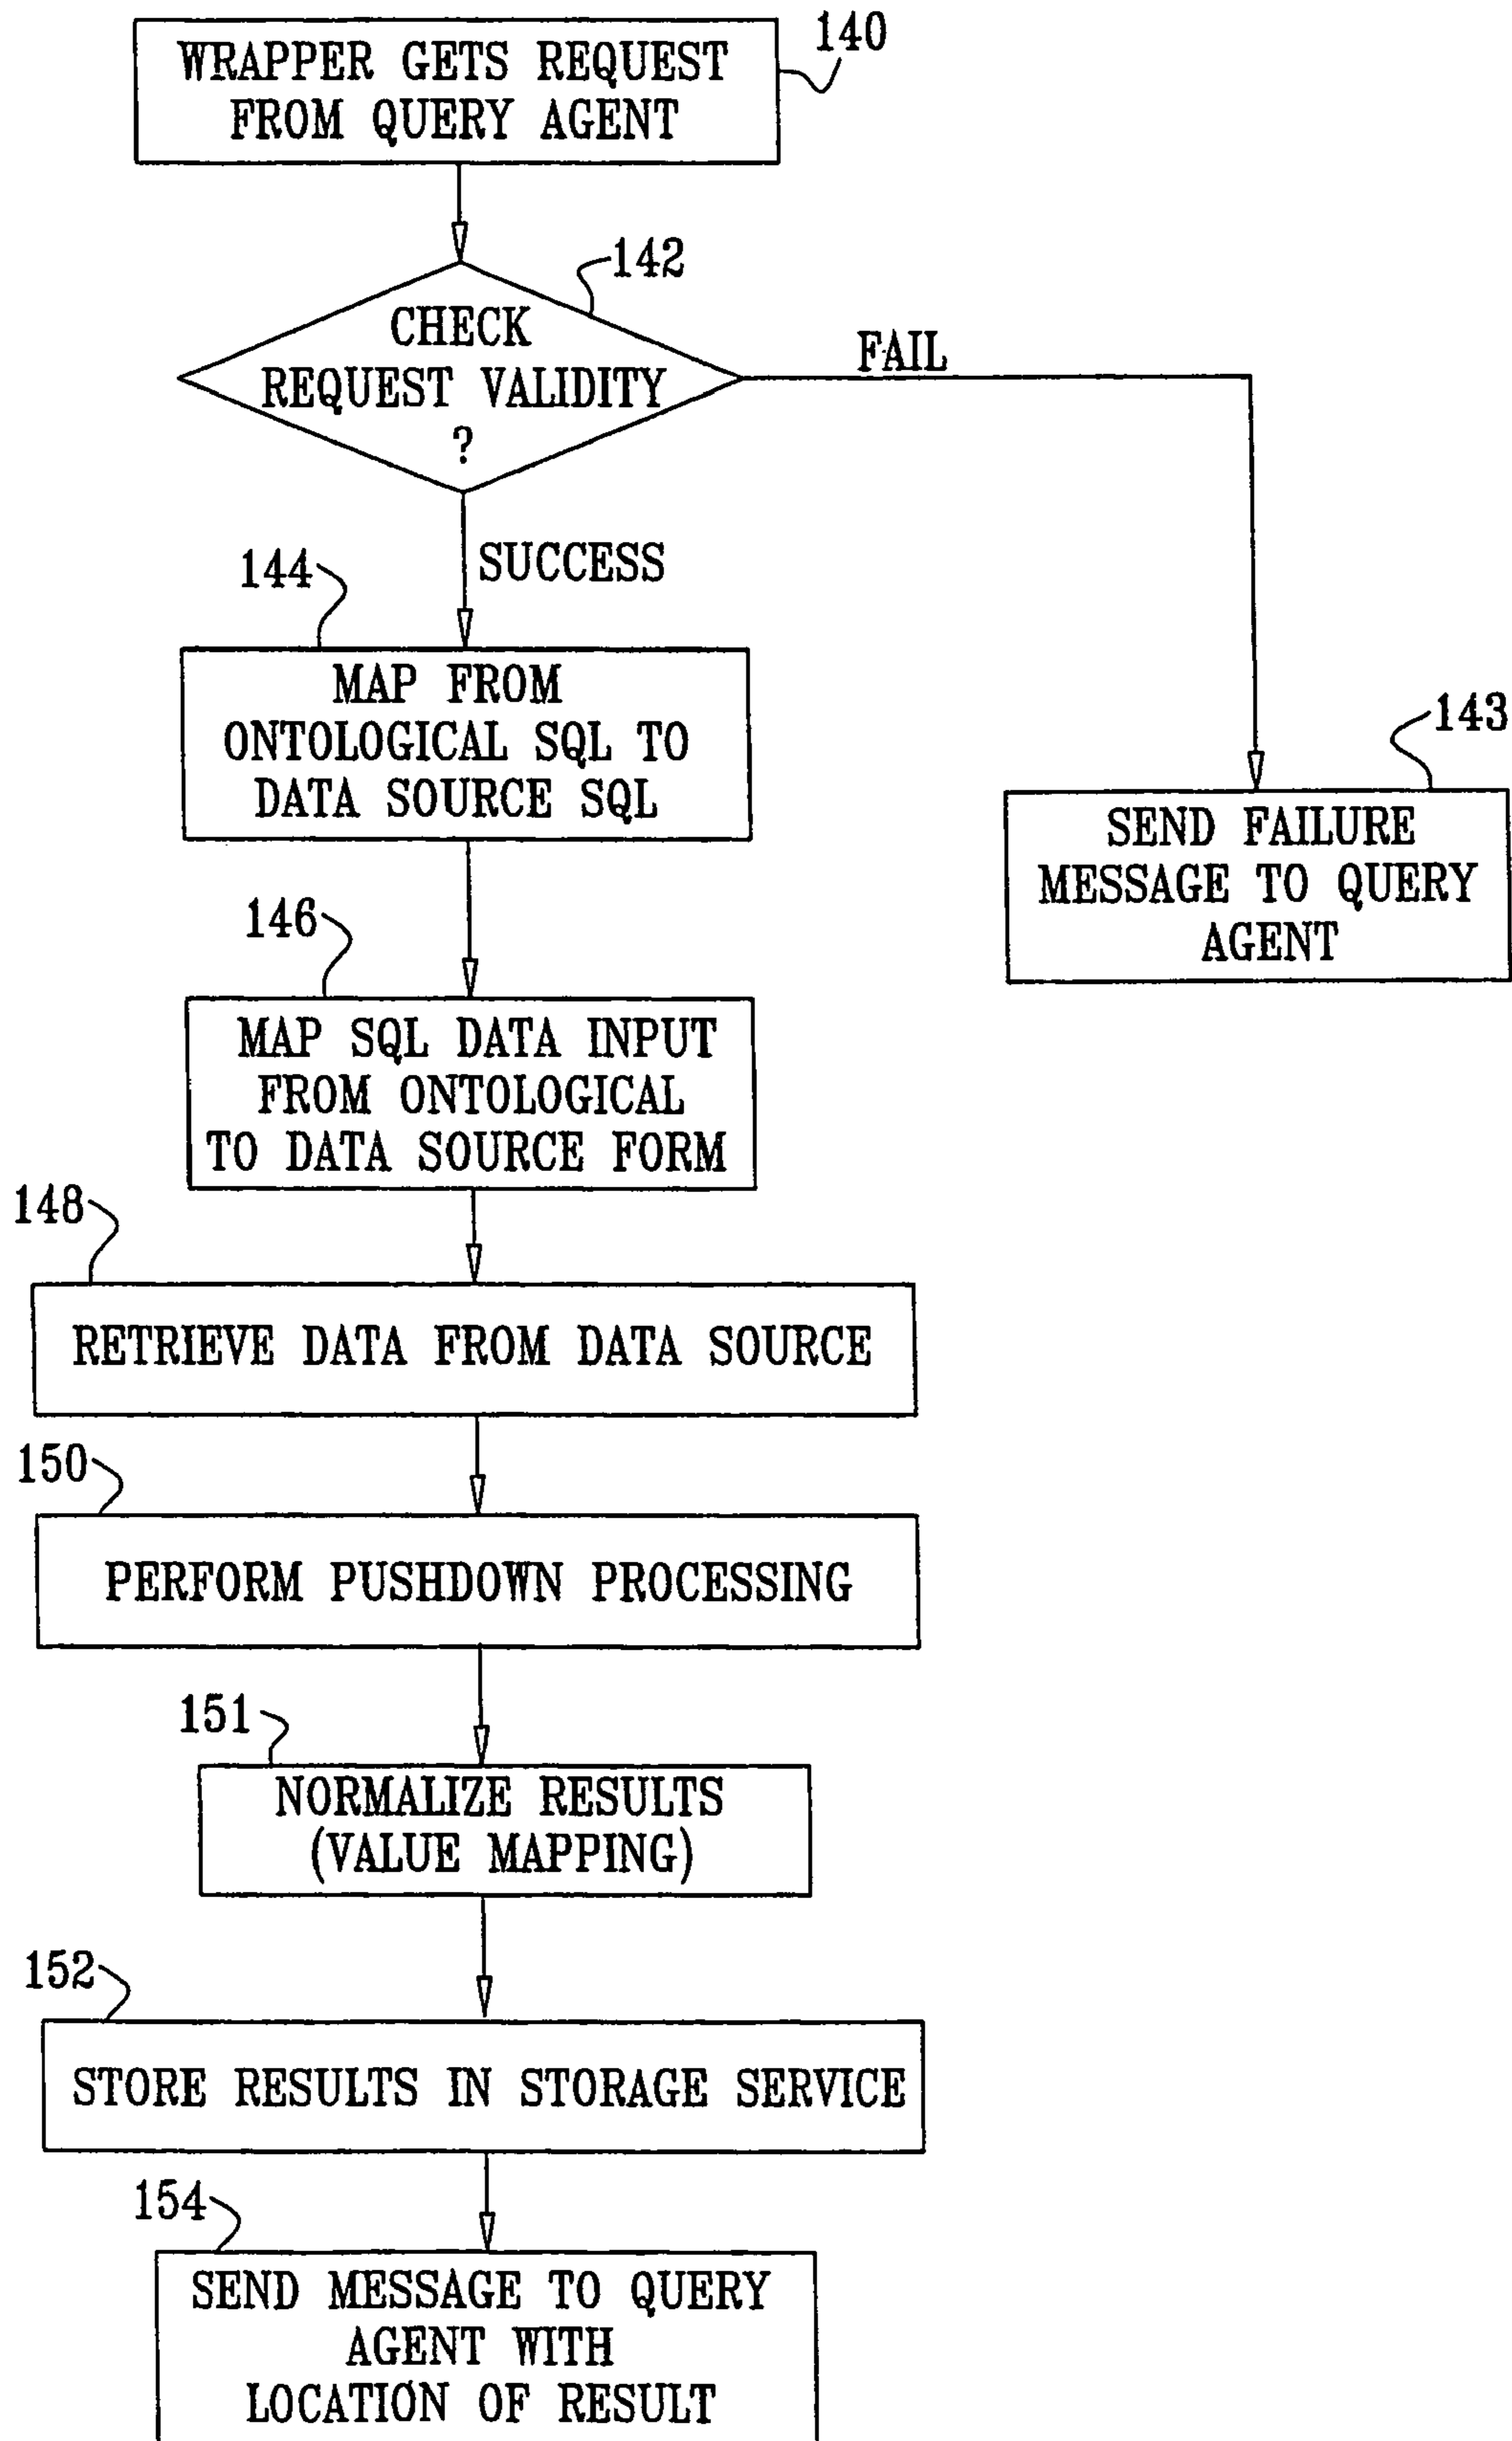 WRAPPER GETS REQUEST
FROM QUERY AGENT
140
142
CHECK
REQUEST VALIDITY
?
FAIL
SUCCESS
144
MAP FROM
ONTOLOGICAL SQL TO
DATA SOURCE SQL
143
SEND FAILURE
MESSAGE TO QUERY
AGENT
146
MAP SQL DATA INPUT
FROM ONTOLOGICAL
TO DATA SOURCE FORM
148
RETRIEVE DATA FROM DATA SOURCE
150
PERFORM PUSHDOWN PROCESSING
151
NORMALIZE RESULTS
(VALUE MAPPING)
152
STORE RESULTS IN STORAGE SERVICE
154
SEND MESSAGE TO QUERY
AGENT WITH
LOCATION OF RESULT